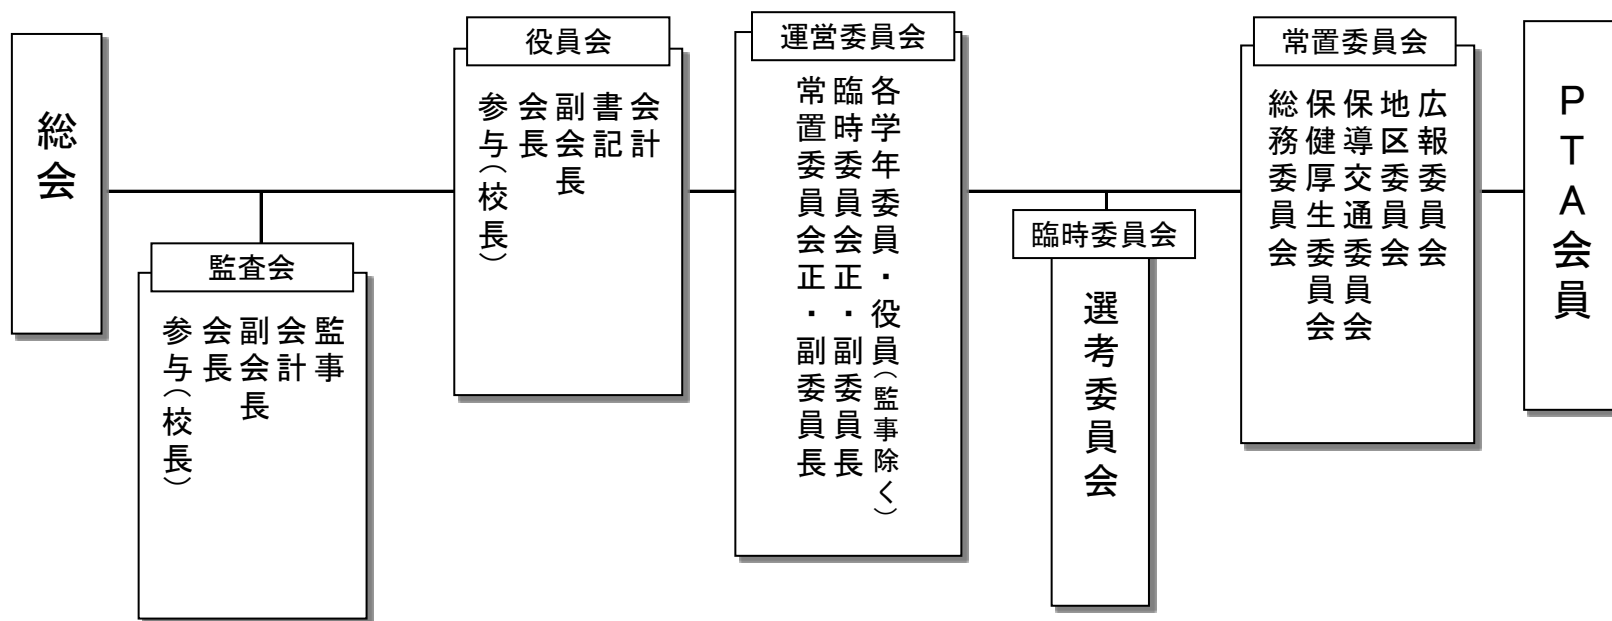 総会
監査会
参与（校長）
会長
副会長
会計
監事
役員会
参与（校長）
会長
副会長
書記
会計
運営委員会
常置委員会正・副委員長
臨時委員会正・副委員長
各学年委員・役員（監事除く）
臨時委員会
選考委員会
常置委員会
総務委員会
保健厚生委員会
保導交通委員会
地区委員会
広報委員会
ＰＴＡ会員